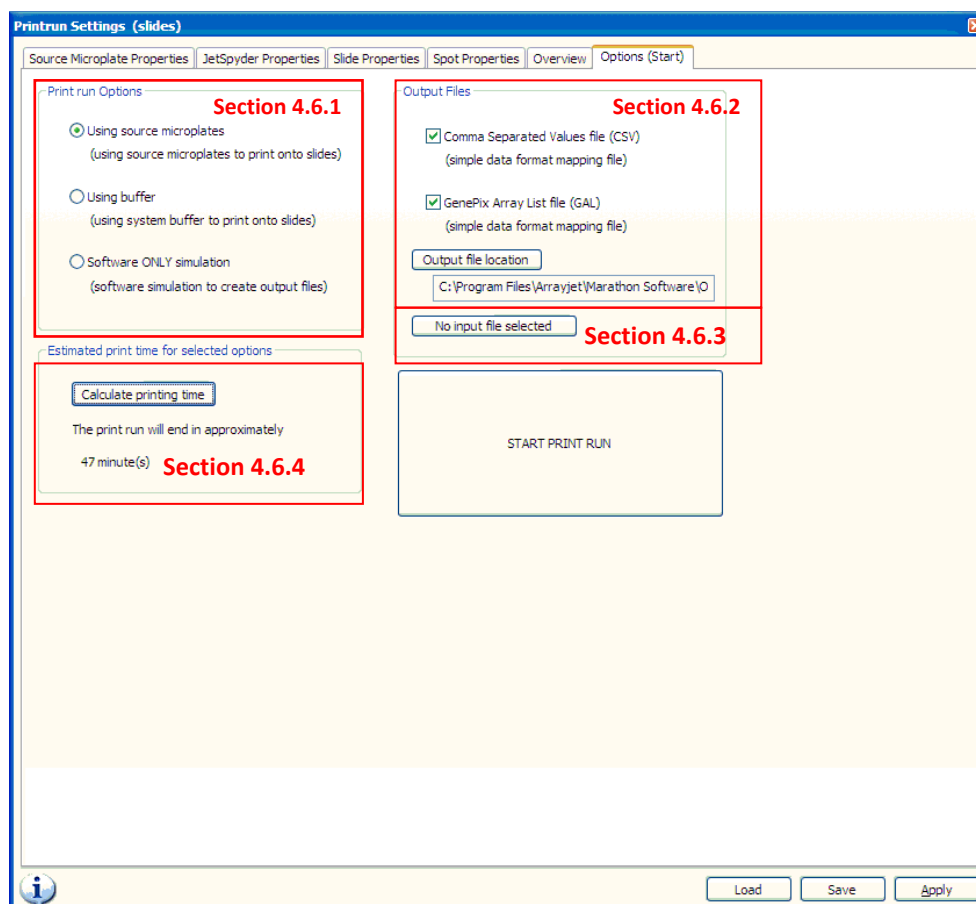 Printrun Settings (slides)
Source Microplate Properties
JetSpyder Properties
Slide Properties
Spot Properties
Overview
Options (Start)
Print run Options
Section 4.6.1
Using source microplates
(using source microplates to print onto slides)
Using buffer
(using system buffer to print onto slides)
Software ONLY simulation
(software simulation to create output files)
Output Files
Section 4.6.2
Comma Separated Values file (CSV)
(simple data format mapping file)
GenePix Array List file (GAL)
(simple data format mapping file)
Output file location
C:\Program Files\Arrayjet\Marathon Software\O
No input file selected
Section 4.6.3
Estimated print time for selected options
Calculate printing time
The print run will end in approximately
47 minute(s)
Section 4.6.4
START PRINT RUN
Load
Save
Apply